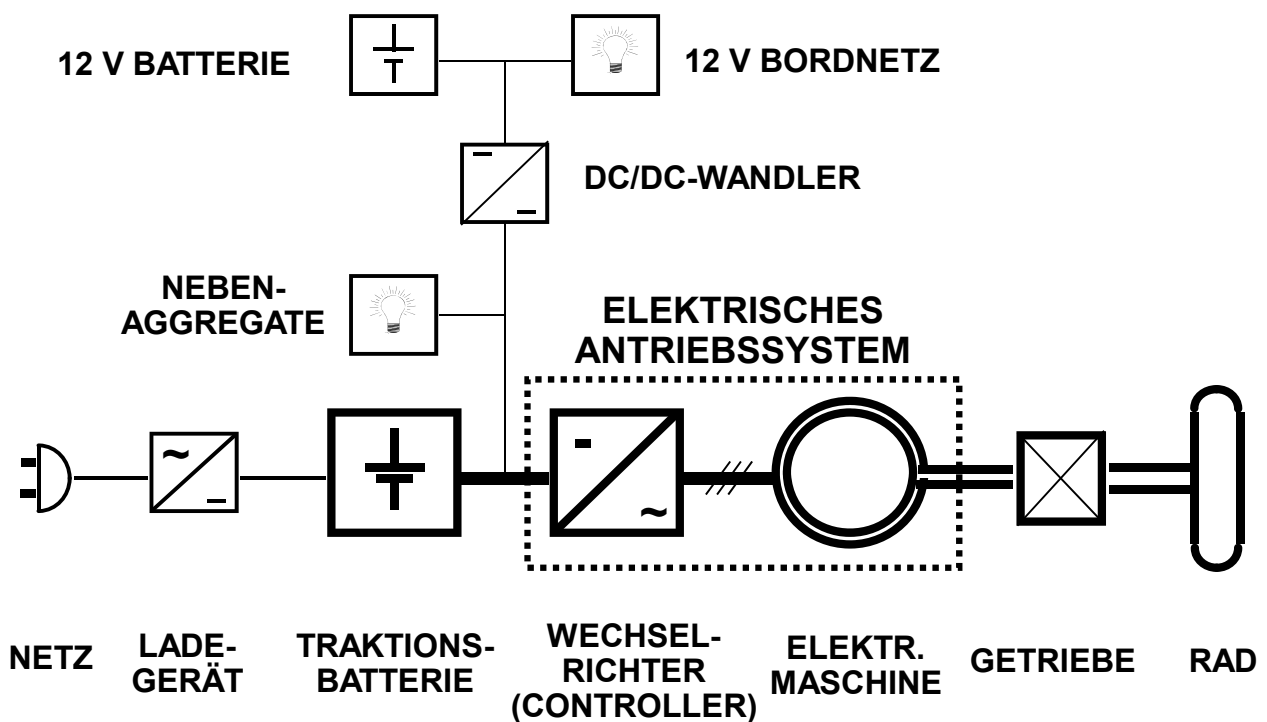 12 V BATTERIE
12 V BORDNETZ
DC/DC-WANDLER
NEBEN-
AGGREGATE
ELEKTRISCHES
ANTRIEBSSYSTEM
~
~
NETZ
LADE-
GERÄT
TRAKTIONS-
BATTERIE
WECHSEL-
RICHTER
(CONTROLLER)
ELEKTR.
MASCHINE
GETRIEBE
RAD